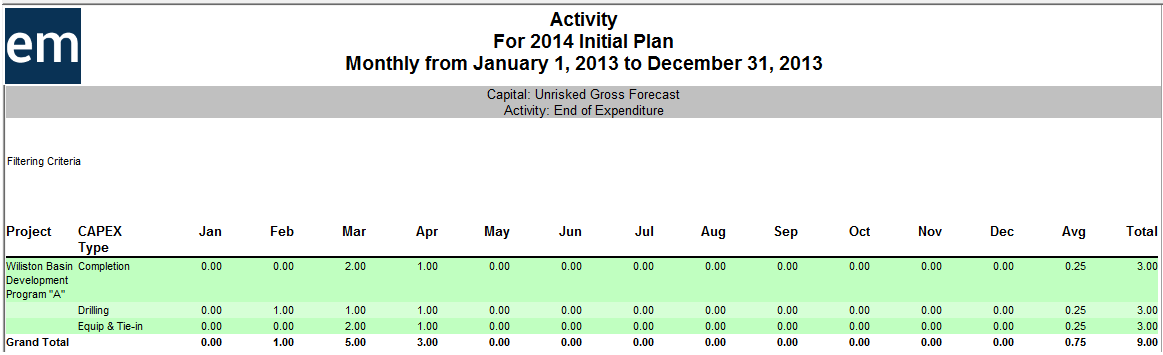 em
Activity
For 2014 Initial Plan
Monthly from January 1, 2013 to December 31, 2013
Capital: Unrisked Gross Forecast
Activity: End of Expenditure
Filtering Criteria
Project CAPEX Type Jan Feb Mar Apr May Jun Jul Aug Sep Oct Nov Dec Avg Total
Wiliston Basin Completion 0.00 0.00 2.00 1.00 0.00 0.00 0.00 0.00 0.00 0.00 0.00 0.00 0.25 3.00
Development
Program "A"
Drilling 0.00 1.00 1.00 1.00 0.00 0.00 0.00 0.00 0.00 0.00 0.00 0.00 0.25 3.00
Equip & Tie-in 0.00 0.00 2.00 1.00 0.00 0.00 0.00 0.00 0.00 0.00 0.00 0.00 0.25 3.00
Grand Total 0.00 1.00 5.00 3.00 0.00 0.00 0.00 0.00 0.00 0.00 0.00 0.00 0.75 9.00